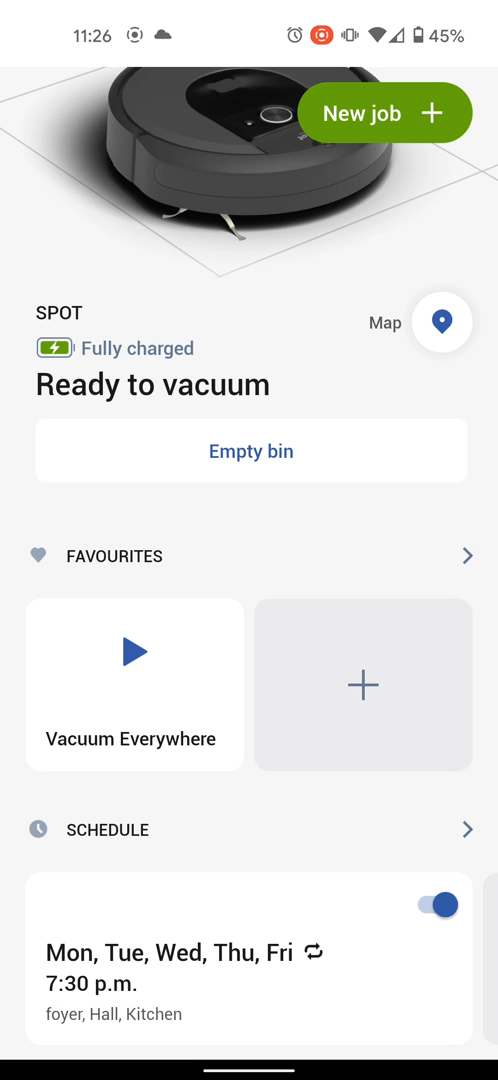 11:26
45%
New job
SPOT
Map
Fully charged
Ready to vacuum
Empty bin
FAVOURITES
Vacuum Everywhere
SCHEDULE
Mon, Tue, Wed, Thu, Fri
7:30 p.m.
foyer, Hall, Kitchen